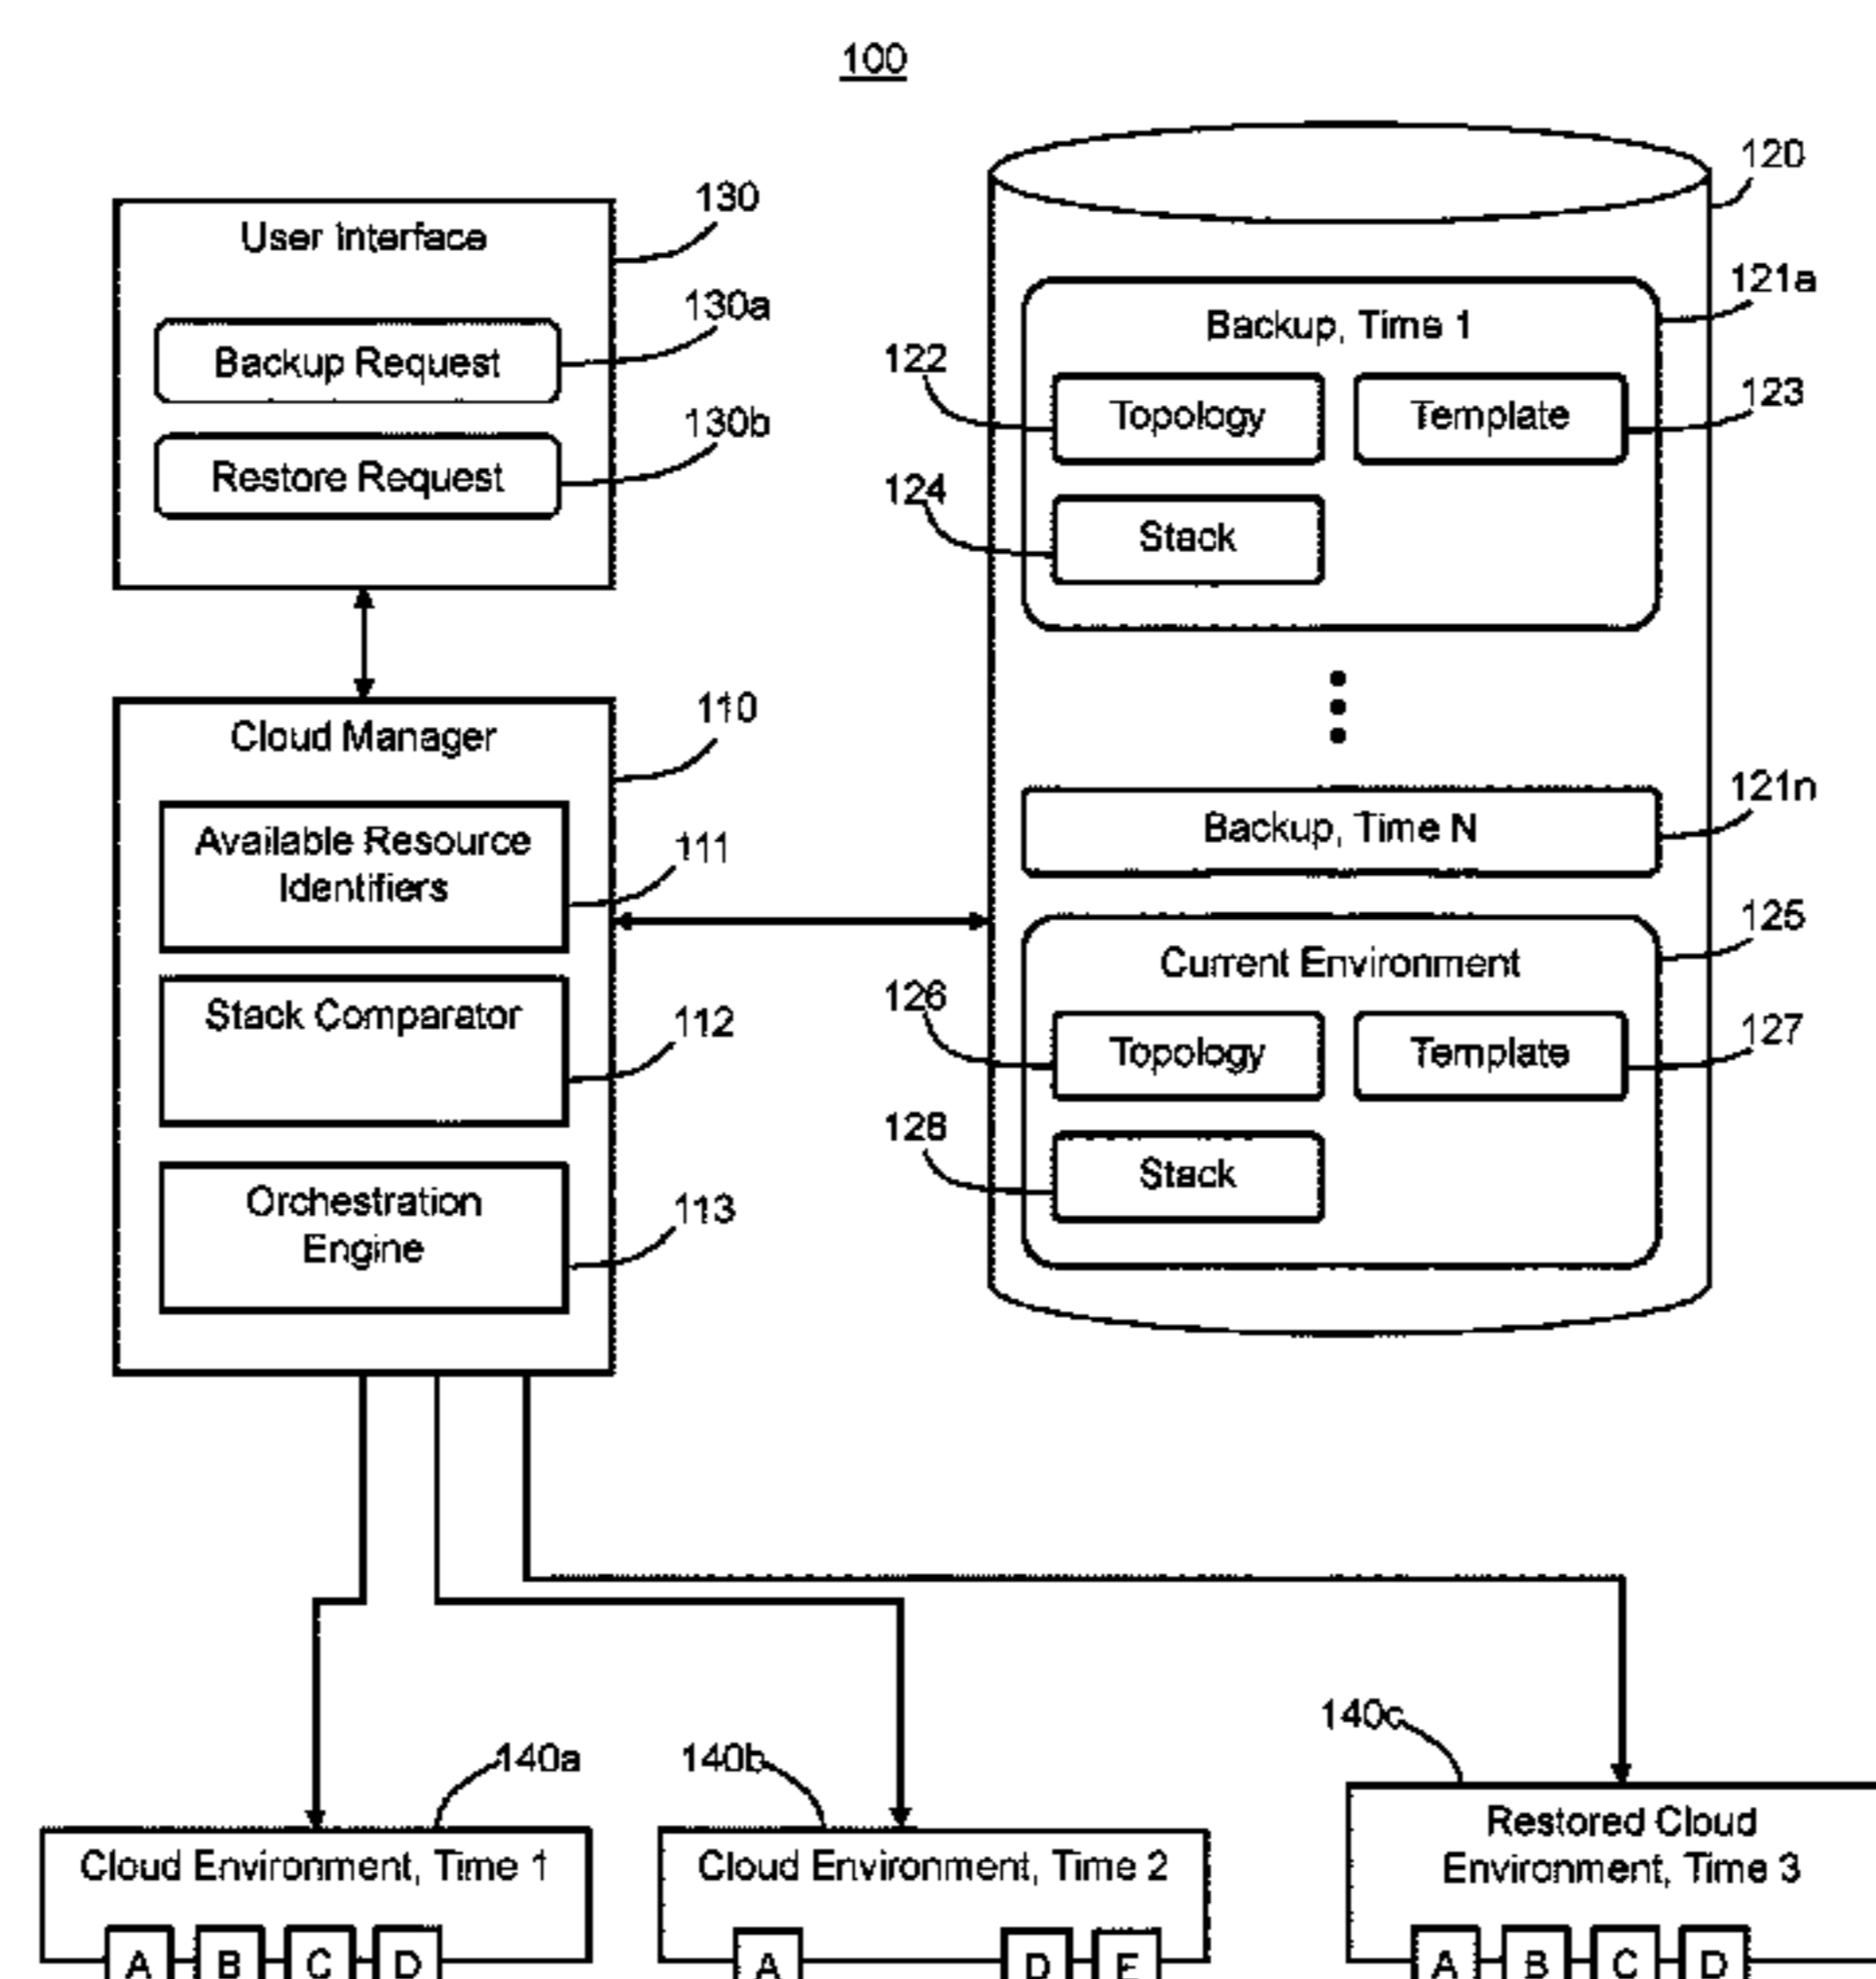 100
120
130
User Interface
121a
130a
Backup, Time 1
Backup Request
122
123
Topology
Template
130b
Restore Request
124
Stack
110
Cloud Manager
121n
Backup, Time N
Available Resource
Identifiers
111
125
Current Environment
Stack Comparator
112
126
127
Topology
Template
128
Stack
Orchestration
Engine
113
140c
140a
140b
Restored Cloud
Environment, Time 3
Cloud Environment, Time 1
Cloud Environment, Time 2
A B C D
A D E
A B C D